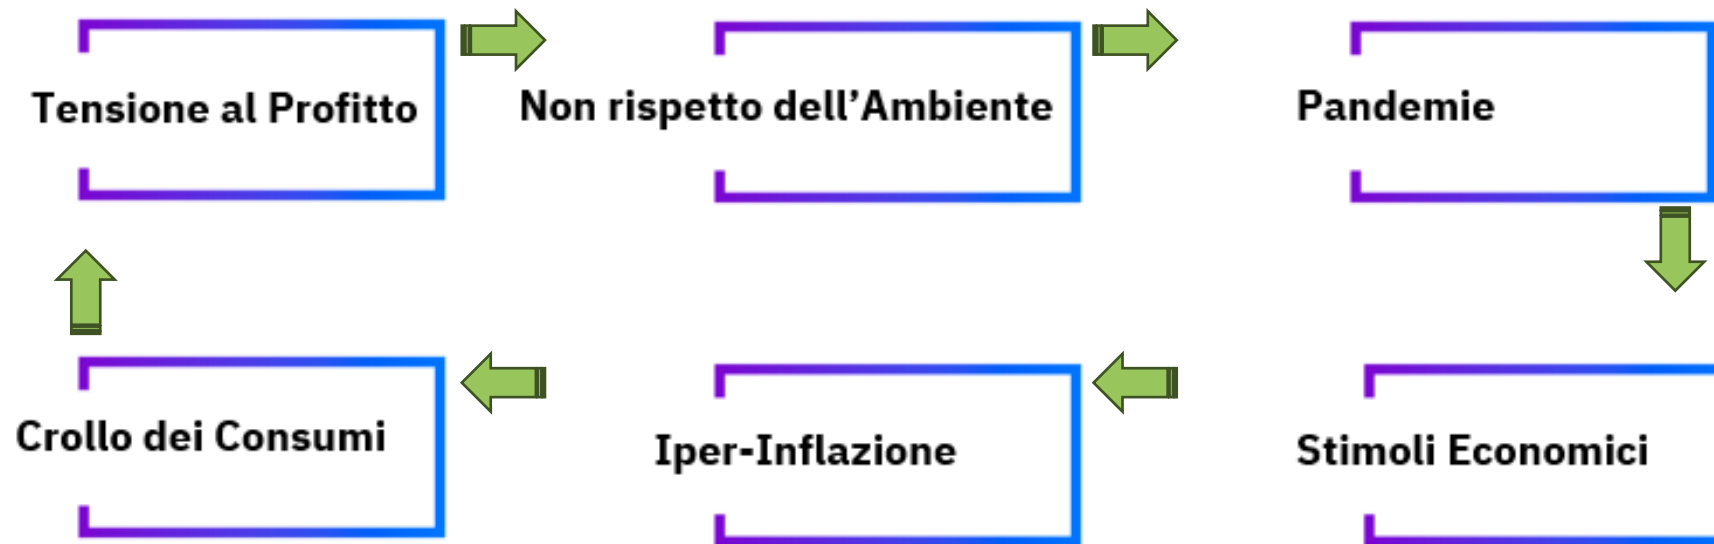 Tensione al Profitto
Non rispetto dell’Ambiente
Pandemie
Crollo dei Consumi
Iper-Inflazione
Stimoli Economici